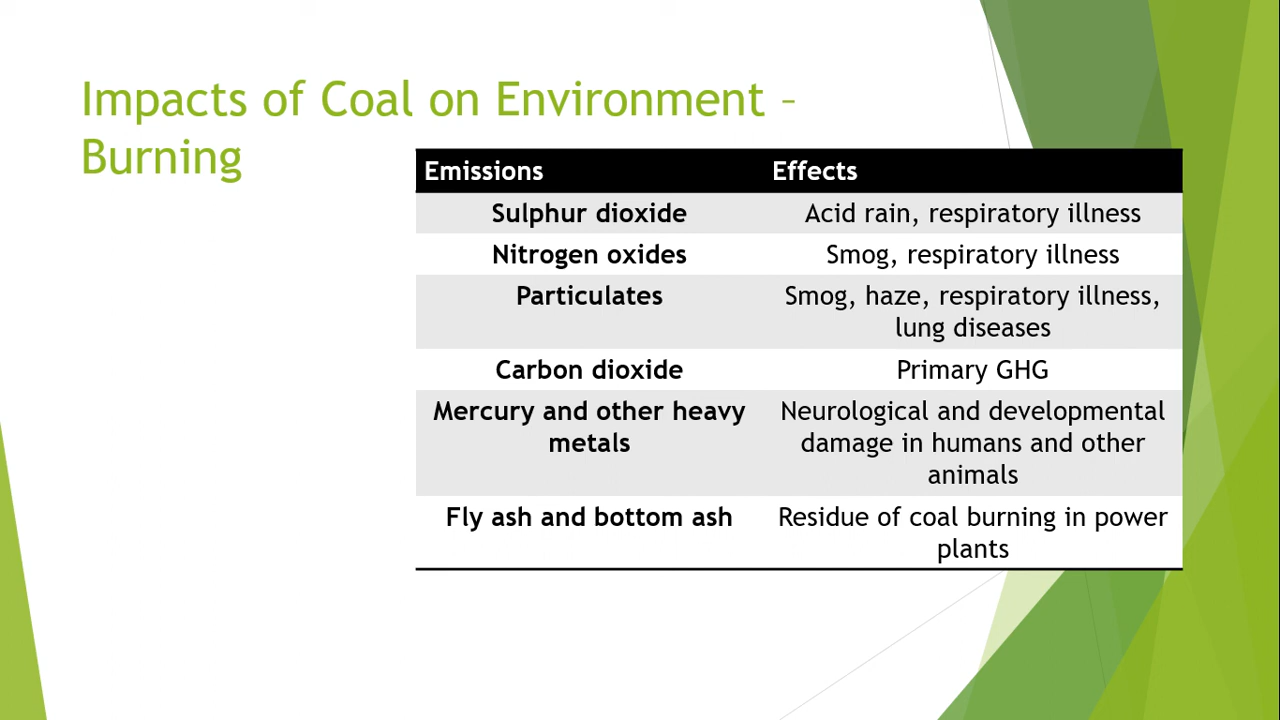 Impacts of Coal on Environment –
Burning
Emissions Effects
Sulphur dioxide Acid rain, respiratory illness
Nitrogen oxides Smog, respiratory illness
Particulates Smog, haze, respiratory illness,
lung diseases
Carbon dioxide Primary GHG
Mercury and other heavy Neurological and developmental
metals damage in humans and other
animals
Fly ash and bottom ash Residue of coal burning in power
plants